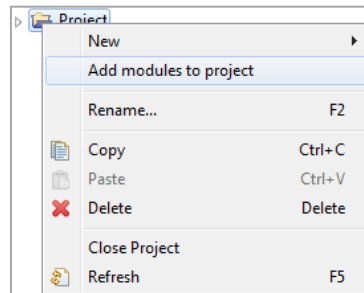 Project
New
Add modules to project
Rename... F2
Copy Ctrl+C
Paste Ctrl+V
Delete Delete
Close Project
Refresh F5